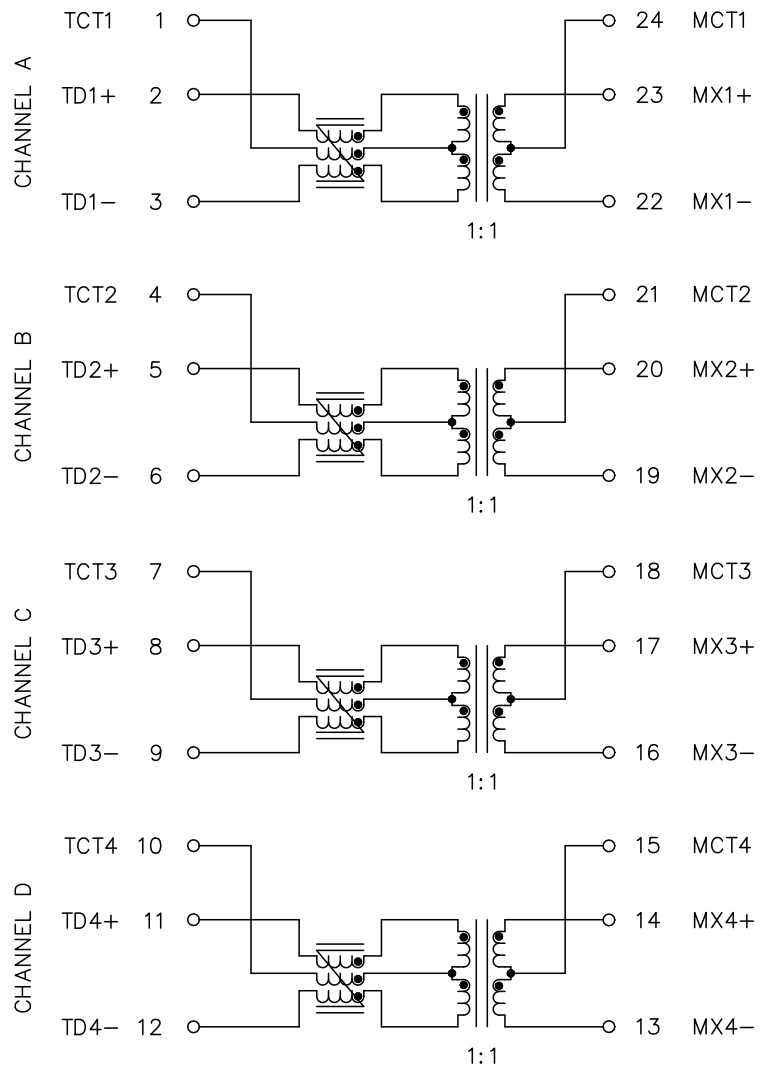 CHANNEL A
TCT1 1 24 MCT1
TD1+ 2 23 MX1+
TD1− 3 22 MX1−
1:1
CHANNEL B
TCT2 4 21 MCT2
TD2+ 5 20 MX2+
TD2− 6 19 MX2−
1:1
CHANNEL C
TCT3 7 18 MCT3
TD3+ 8 17 MX3+
TD3− 9 16 MX3−
1:1
CHANNEL D
TCT4 10 15 MCT4
TD4+ 11 14 MX4+
TD4− 12 13 MX4−
1:1